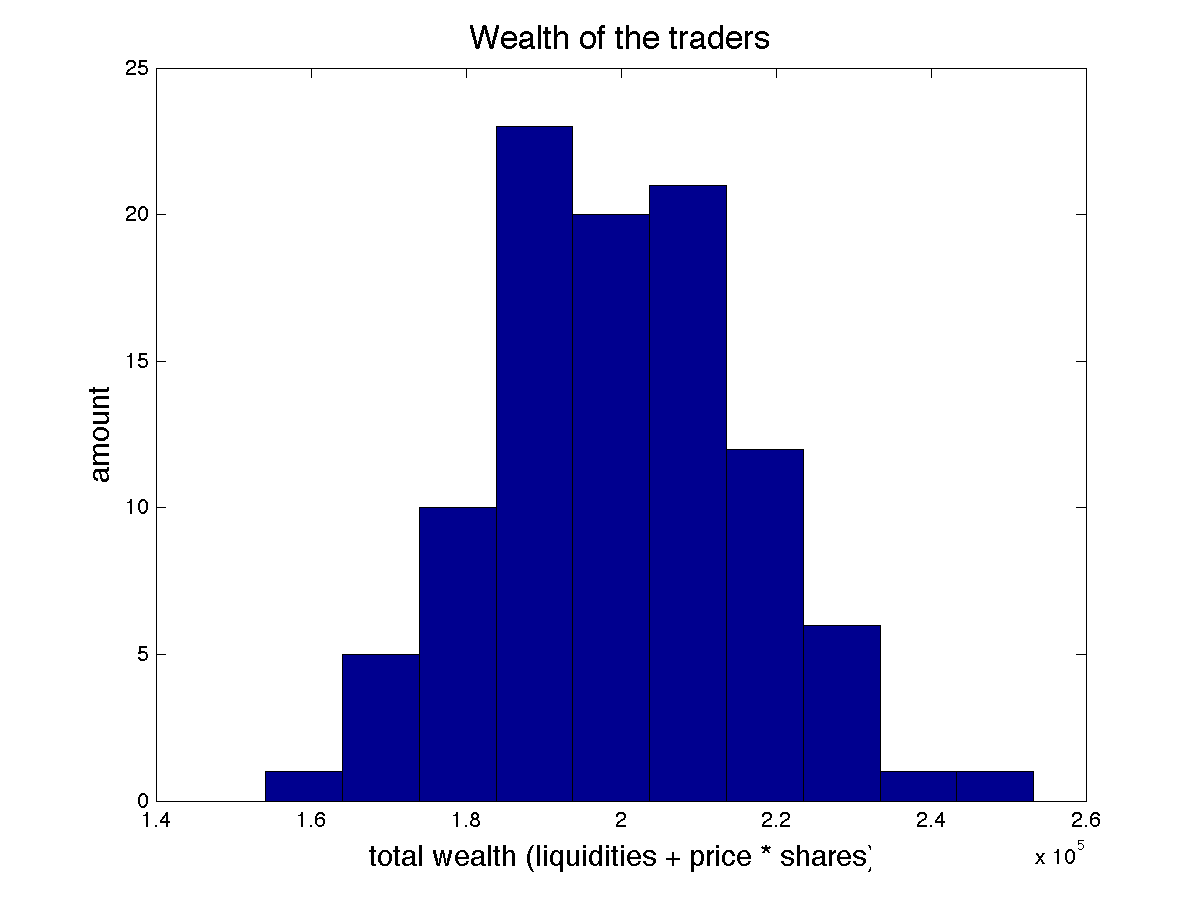 Wealth of the traders
25
20
15
10
5
0
amount
1.4 1.6 1.8 2 2.2 2.4 2.6
x 10^5
total wealth (liquidities + price * shares)